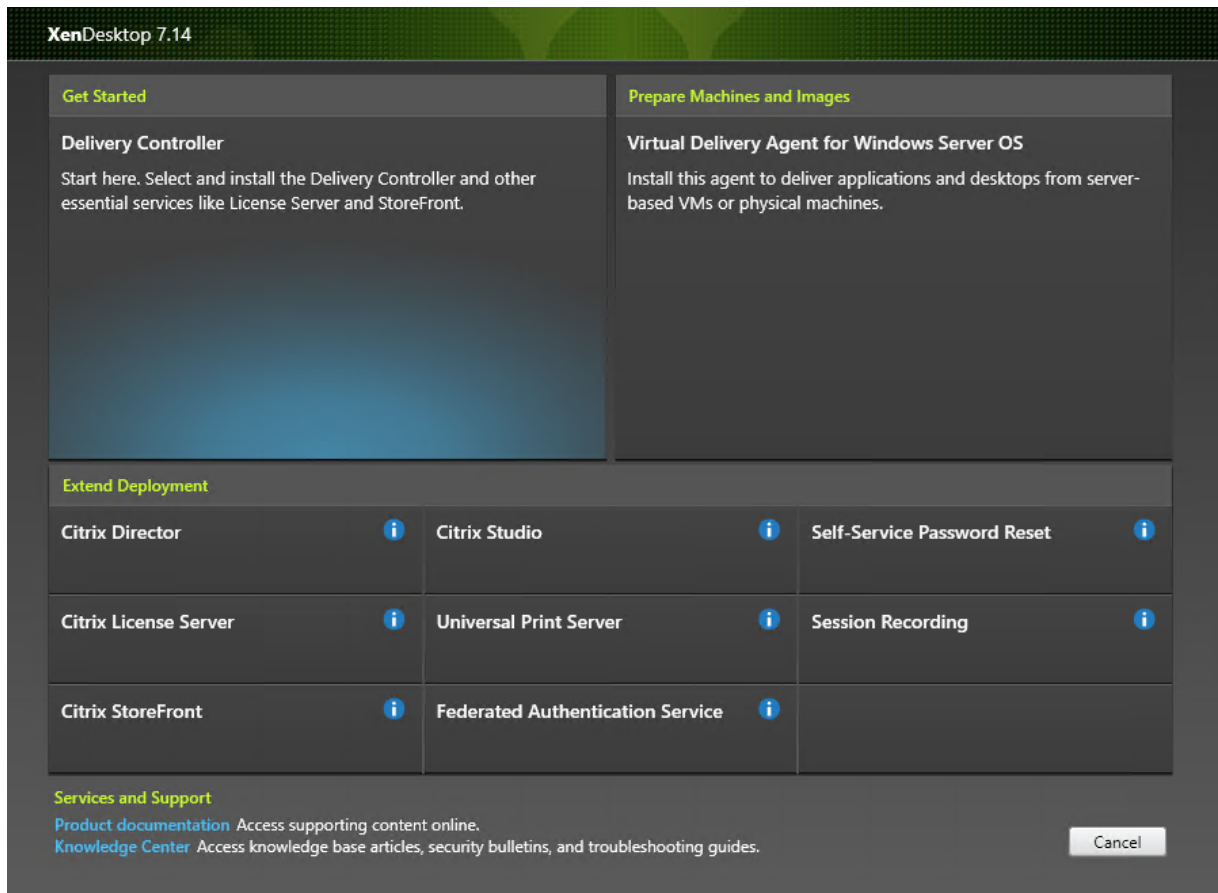 XenDesktop 7.14
Get Started
Delivery Controller
Start here. Select and install the Delivery Controller and other
essential services like License Server and StoreFront.
Prepare Machines and Images
Virtual Delivery Agent for Windows Server OS
Install this agent to deliver applications and desktops from server-
based VMs or physical machines.
Extend Deployment
Citrix Director
Citrix Studio
Self-Service Password Reset
Citrix License Server
Universal Print Server
Session Recording
Citrix StoreFront
Federated Authentication Service
Services and Support
Product documentation Access supporting content online.
Knowledge Center Access knowledge base articles, security bulletins, and troubleshooting guides.
Cancel